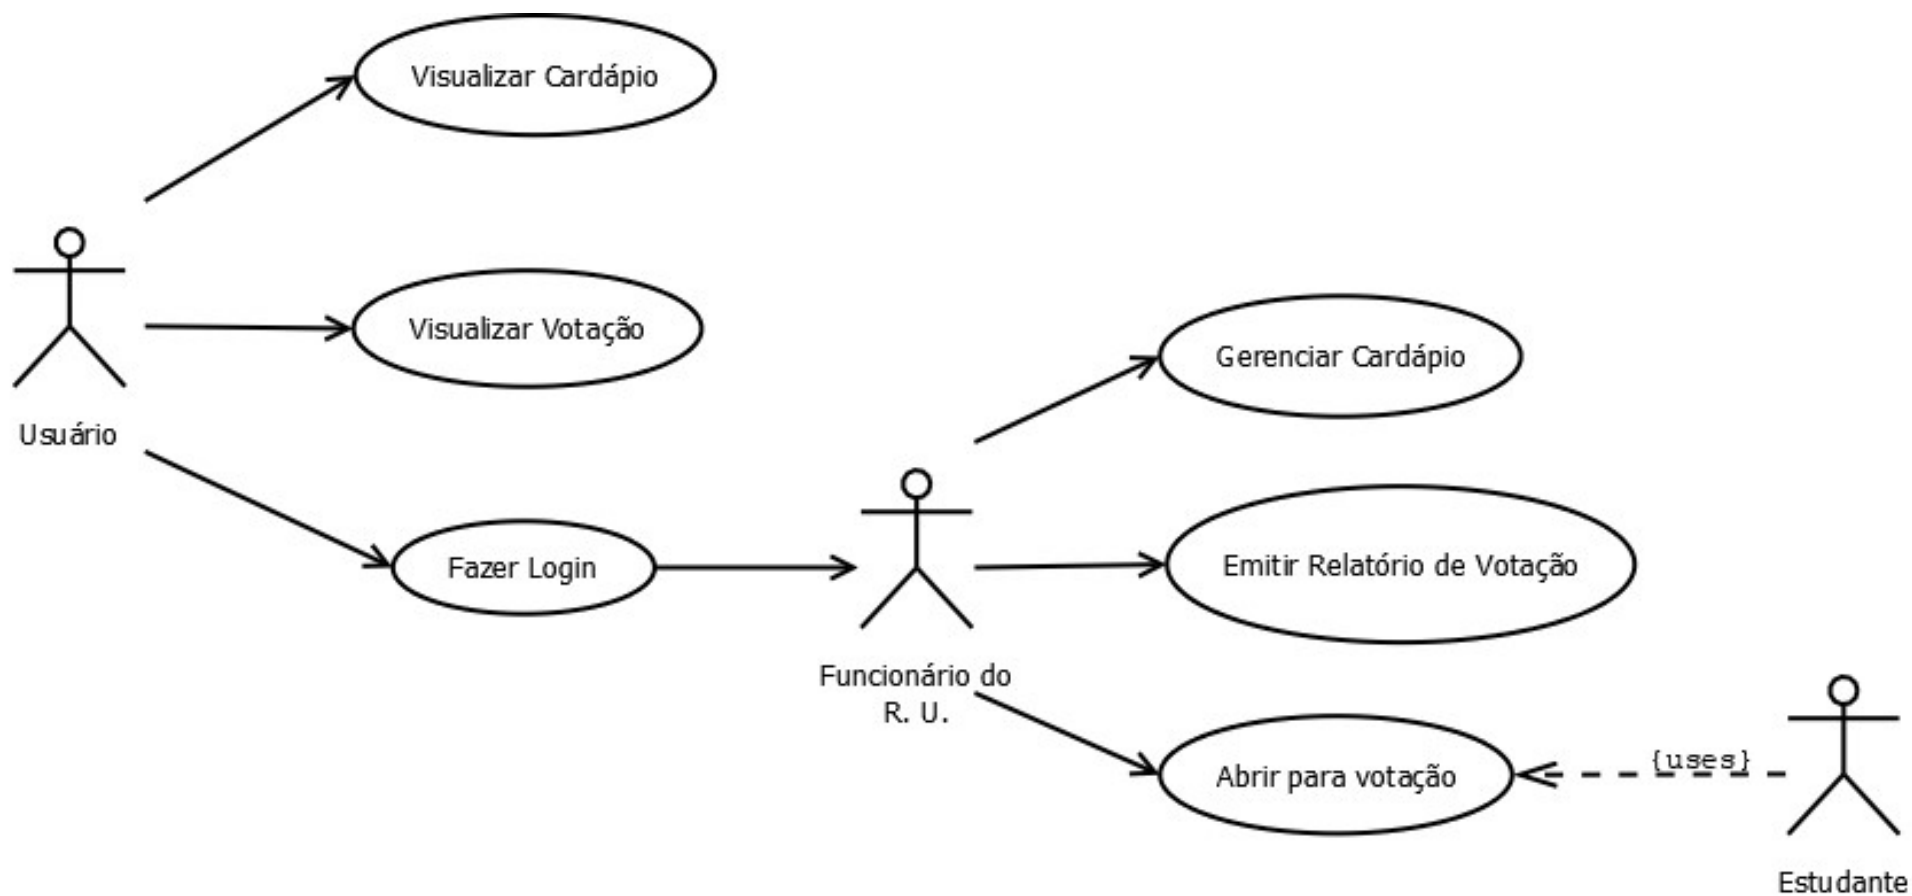 Visualizar Cardápio
Visualizar Votação
Usuário
Fazer Login
Funcionário do
R. U.
Gerenciar Cardápio
Emitir Relatório de Votação
Abrir para votação
{uses}
Estudante